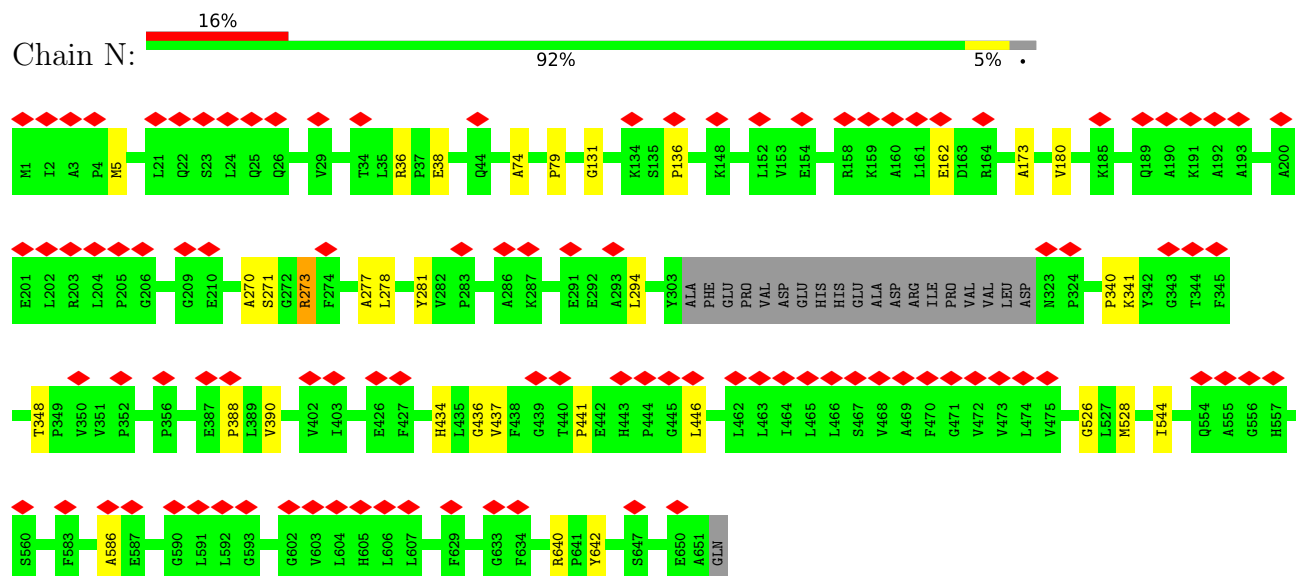 16%
Chain N:
92% 5% •
M1 I2 A3 P4 M5 L21 Q22 S23 L24 Q25 Q26 V29 T34 L35 R36 P37 E38 Q44 A74 P79 G131 K134 S135 P136 K148 L152 V153 E154 R158 K159 A160 L161 E162 D163 R164 A173 V180 K185 Q189 A190 K191 A192 A193 A200
E201 L202 R203 L204 P205 G206 G209 E210 A270 S271 G272 R273 F274 A277 L278 Y281 V282 P283 A286 K287 E291 E292 A293 L294 Y303 ALA PHE GLU PRO VAL ASP GLU HIS HIS GLU ALA ASP ARG ILE PRO VAL VAL LEU ASP N323 P324 P340 K341 Y342 G343 T344 F345
T348 P349 V350 V351 P352 P356 E387 P388 L389 V390 V402 I403 E426 F427 H434 L435 G436 V437 F438 G439 T440 P441 E442 H443 P444 G445 L446 L462 L463 I464 L465 L466 S467 V468 A469 F470 G471 V472 V473 L474 V475 G526 L527 M528 I544 Q554 A555 G556 H557
S560 F583 A586 E587 G590 L591 L592 G593 G602 V603 L604 H605 L606 L607 F629 G633 F634 R640 P641 Y642 S647 E650 A651 GLN